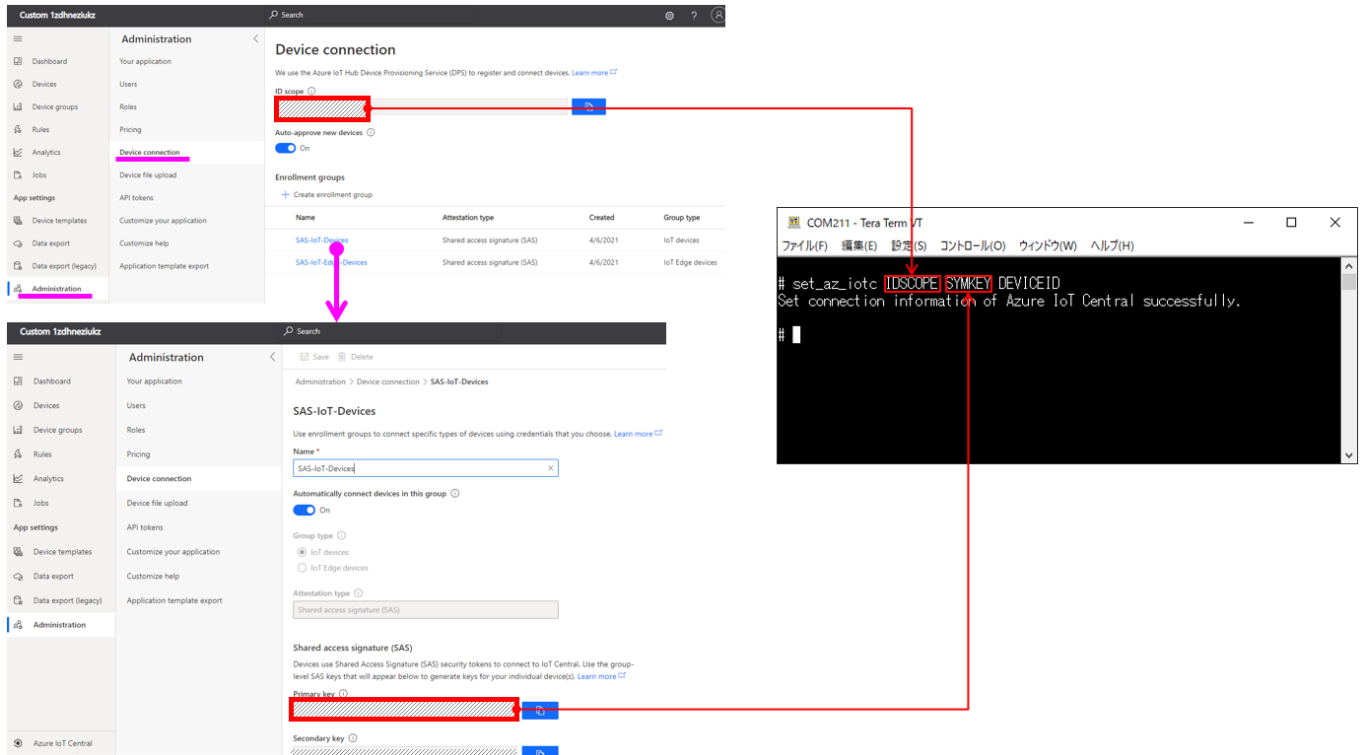 Custom 1zdhneziukz
Search
?
Dashboard
Devices
Device groups
Rules
Analytics
Jobs
App settings
Device templates
Data export
Data export (legacy)
Administration
Administration
Your application
Users
Roles
Pricing
Device connection
Device file upload
API tokens
Customize your application
Customize help
Application template export
Device connection
We use the Azure IoT Hub Device Provisioning Service (DPS) to register and connect devices. Learn more
ID scope
Auto-approve new devices
On
Enrollment groups
+ Create enrollment group
Name Attestation type Created Group type
SAS-IoT-Devices Shared access signature (SAS) 4/6/2021 IoT devices
SAS-IoT-Edge-Devices Shared access signature (SAS) 4/6/2021 IoT Edge devices
Custom 1zdhneziukz
Search
Dashboard
Devices
Device groups
Rules
Analytics
Jobs
App settings
Device templates
Data export
Data export (legacy)
Administration
Azure IoT Central
Administration
Your application
Users
Roles
Pricing
Device connection
Device file upload
API tokens
Customize your application
Customize help
Application template export
Save Delete
Administration > Device connection > SAS-IoT-Devices
SAS-IoT-Devices
Use enrollment groups to connect specific types of devices using credentials that you choose. Learn more
Name *
SAS-IoT-Devices
Automatically connect devices in this group
On
Group type
IoT devices
IoT Edge devices
Attestation type
Shared access signature (SAS)
Shared access signature (SAS)
Devices use Shared Access Signature (SAS) security tokens to connect to IoT Central. Use the group-
level SAS keys that will appear below to generate keys for your individual device(s). Learn more
Primary key
Secondary key
COM211 - Tera Term VT
ファイル(F) 編集(E) 設定(S) コントロール(O) ウィンドウ(W) ヘルプ(H)
# set_az_iotc IDSCOPE SYMKEY DEVICEID
Set connection information of Azure IoT Central successfully.
#